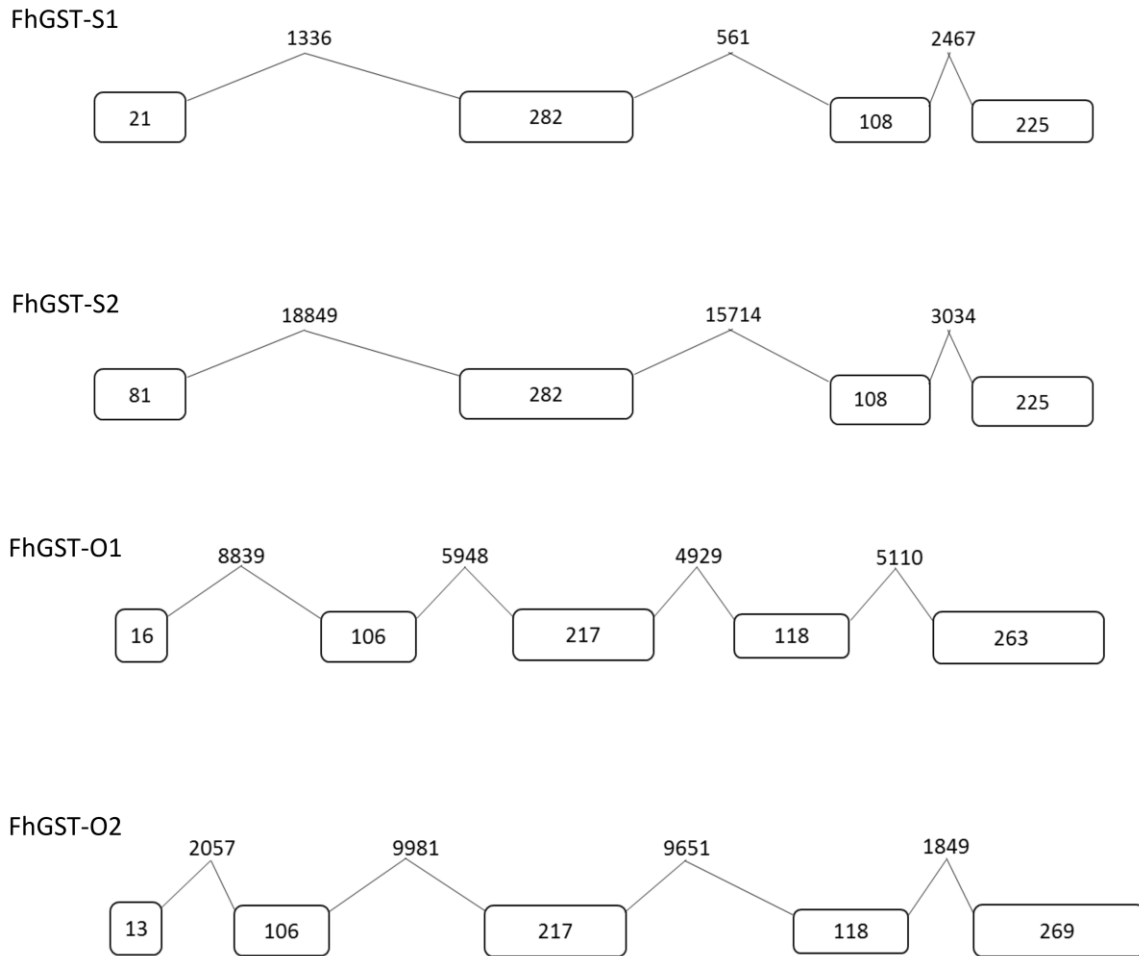 FhGST-S1
1336 561 2467
21 282 108 225
FhGST-S2
18849 15714 3034
81 282 108 225
FhGST-O1
8839 5948 4929 5110
16 106 217 118 263
FhGST-O2
2057 9981 9651 1849
13 106 217 118 269